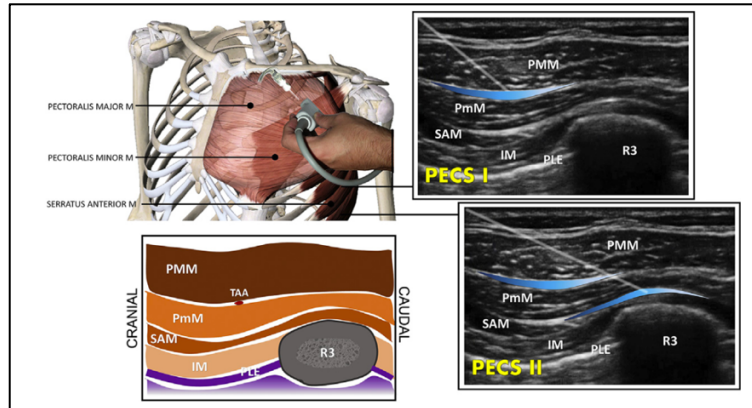 PECTORALIS MAJOR M
PECTORALIS MINOR M
SERRATUS ANTERIOR M
PMM
PmM
SAM
IM
PLE
R3
PECS I
PMM
PmM
SAM
IM
PLE
R3
PECS II
CRANIAL
PMM
TAA
PmM
SAM
IM
PLE
R3
CAUDAL